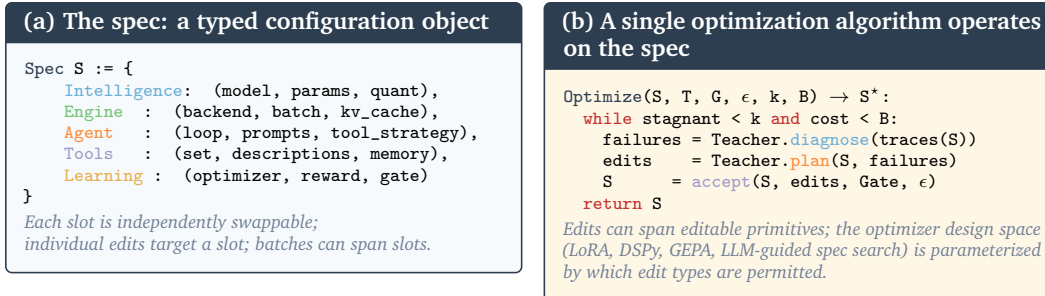 (a) The spec: a typed configuration object
Spec S := {
Intelligence: (model, params, quant),
Engine : (backend, batch, kv_cache),
Agent : (loop, prompts, tool_strategy),
Tools : (set, descriptions, memory),
Learning : (optimizer, reward, gate)
}
Each slot is independently swappable;
individual edits target a slot; batches can span slots.
(b) A single optimization algorithm operates
on the spec
Optimize(S, T, G, ϵ, k, B) → S⋆:
while stagnant < k and cost < B:
failures = Teacher.diagnose(traces(S))
edits = Teacher.plan(S, failures)
S = accept(S, edits, Gate, ϵ)
return S
Edits can span editable primitives; the optimizer design space
(LoRA, DSPy, GEPA, LLM-guided spec search) is parameterized
by which edit types are permitted.